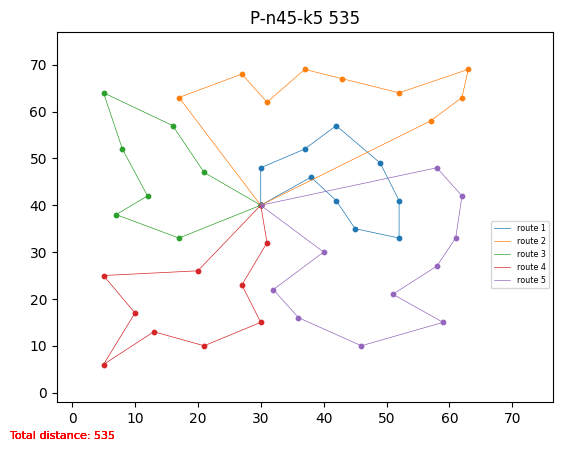 P-n45-k5 535
70
60
50
40
30
20
10
0
route 1
route 2
route 3
route 4
route 5
0 10 20 30 40 50 60 70
Total distance: 535